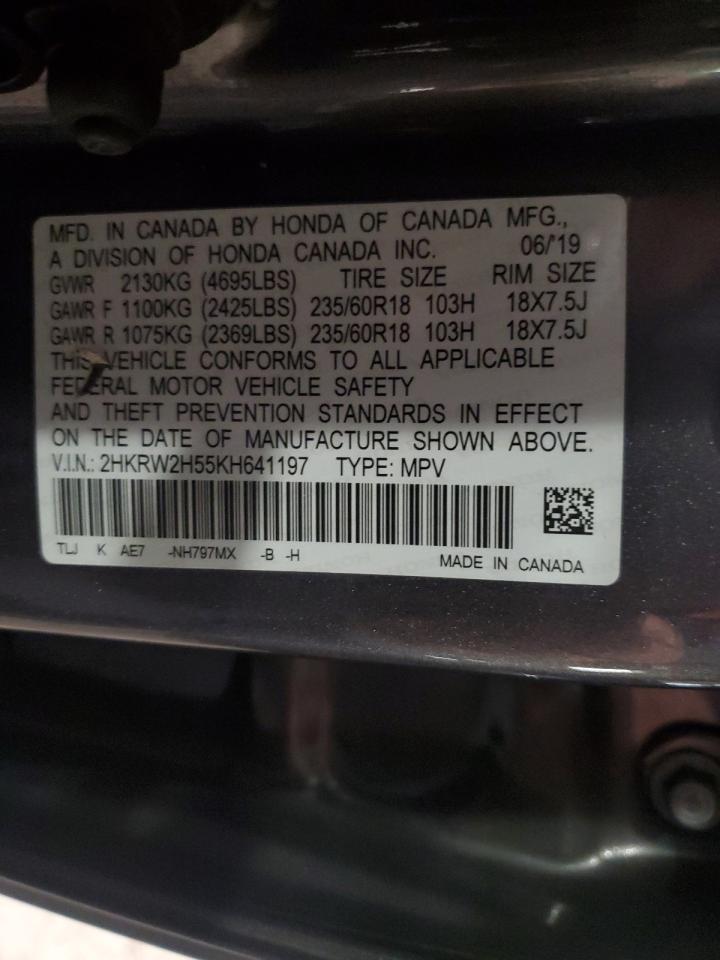 MFD. IN CANADA BY HONDA OF CANADA MFG.,
A DIVISION OF HONDA CANADA INC. 06/'19
GVWR 2130KG (4695LBS) TIRE SIZE RIM SIZE
GAWR F 1100KG (2425LBS) 235/60R18 103H 18X7.5J
GAWR R 1075KG (2369LBS) 235/60R18 103H 18X7.5J
THIS VEHICLE CONFORMS TO ALL APPLICABLE
FEDERAL MOTOR VEHICLE SAFETY
AND THEFT PREVENTION STANDARDS IN EFFECT
ON THE DATE OF MANUFACTURE SHOWN ABOVE.
V.I.N.: 2HKRW2H55KH641197 TYPE: MPV
TLJ K AE7 -NH797MX -B -H
MADE IN CANADA